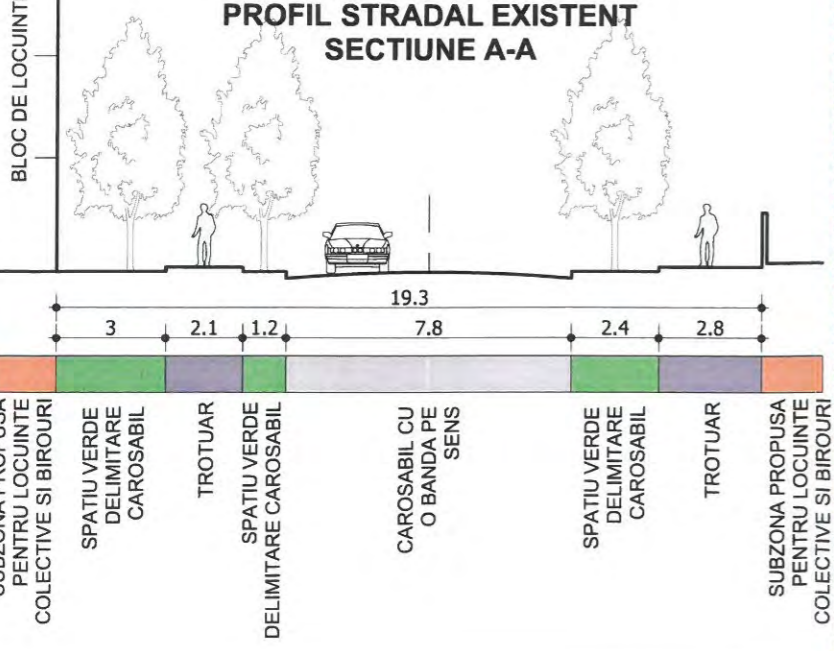 PROFIL STRADAL EXISTENT
SECTIUNE A-A
BLOC DE LOCUINTE
19.3
3
2.1
1.2
7.8
2.4
2.8
PENTRU LOCUINTE
COLECTIVE SI BIROURI
SPATIU VERDE
DELIMITARE
CAROSABIL
TROTUAR
SPATIU VERDE
DELIMITARE CAROSABIL
CAROSABIL CU
O BANDA PE
SENS
SPATIU VERDE
DELIMITARE
CAROSABIL
TROTUAR
SUBZONA PROPUSA
PENTRU LOCUINTE
COLECTIVE SI BIROURI